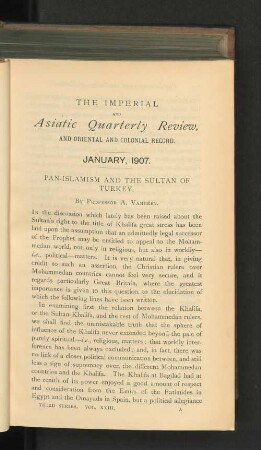 THE IMPERIAL
AND
Asiatic Quarterly Review,
AND ORIENTAL AND COLONIAL RECORD.
JANUARY, 1907.
PAN-ISLAMISM AND THE SULTAN OF
TURKEY.
BY PROFESSOR A. VAMBÉRY.
IN the discussion which lately has been raised about the
Sultan's right to the title of Khalifa great stress has been
laid upon the assumption that an admittedly legal successor
of the Prophet may be entitled to appeal to the Moham-
medan world, not only in religious, but also in worldly—
i.e., political—matters. It is very natural that, in giving
credit to such an assertion, the Christian rulers over
Mohammedan countries cannot feel very secure, and it
regards particularly Great Britain, where the greatest
importance is given to this question, to the elucidation of
which the following lines have been written.
In examining first the relation between the Khalifa,
or the Sultan-Khalifa, and the rest of Mohammedan rulers,
we shall find the unmistakable truth that the sphere of
influence of the Khalifa never extended beyond the pale of
purely spiritual—i.e., religious, matters; that worldly inter-
ference has been always excluded; and, in fact, there was
no lack of a closer political communication between, and still
less a sign of supremacy over, the different Mohammedan
countries and the Khalifa. The Khalifa at Bagdad had at
the zenith of its power enjoyed a good amount of respect
and consideration from the Emirs of the Fatimides in
Egypt and the Omayads in Spain, but a political allegiance
THIRD SERIES. VOL. XXIII. A